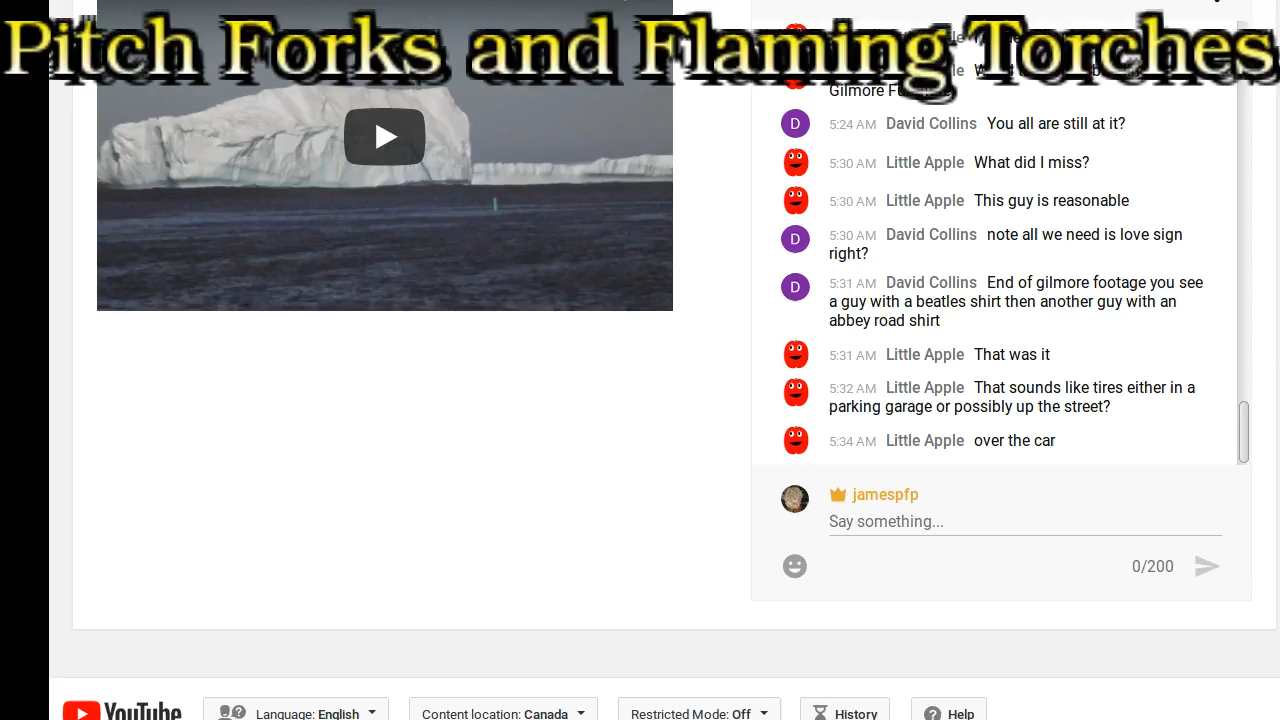 Pitch Forks and Flaming Torches
Gilmore
5:24 AM David Collins You all are still at it?
5:30 AM Little Apple What did I miss?
5:30 AM Little Apple This guy is reasonable
5:30 AM David Collins note all we need is love sign
right?
5:31 AM David Collins End of gilmore footage you see
a guy with a beatles shirt then another guy with an
abbey road shirt
5:31 AM Little Apple That was it
5:32 AM Little Apple That sounds like tires either in a
parking garage or possibly up the street?
5:34 AM Little Apple over the car
jamespfp
Say something...
0/200
YouTube
Language: English
Content location: Canada
Restricted Mode: Off
History
Help